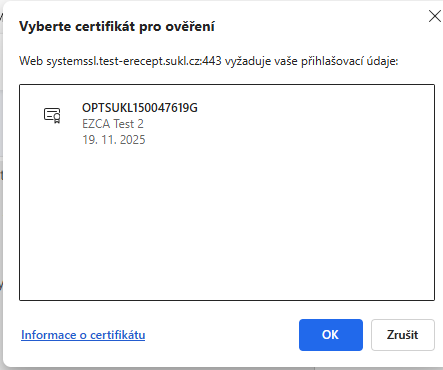 Vyberte certifikát pro ověření
Web systemssl.test-erecept.sukl.cz:443 vyžaduje vaše přihlašovací údaje:
OPTSUKL150047619G
EZCA Test 2
19. 11. 2025
Informace o certifikátu
OK
Zrušit